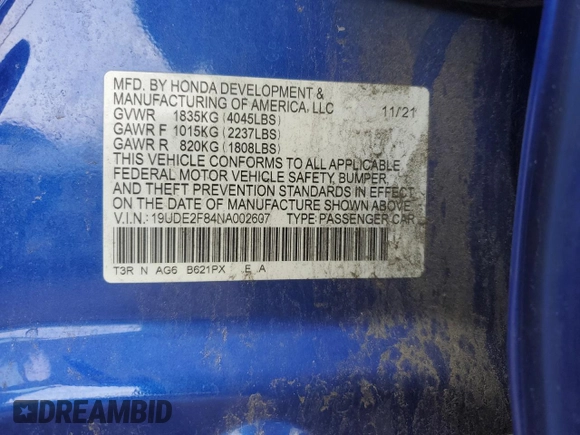 MFD. BY HONDA DEVELOPMENT &
MANUFACTURING OF AMERICA, LLC 11/21
GVWR 1835KG (4045LBS)
GAWR F 1015KG (2237LBS)
GAWR R 820KG (1808LBS)
THIS VEHICLE CONFORMS TO ALL APPLICABLE
FEDERAL MOTOR VEHICLE SAFETY, BUMPER,
AND THEFT PREVENTION STANDARDS IN EFFECT
ON THE DATE OF MANUFACTURE SHOWN ABOVE.
V.I.N.: 19UDE2F84NA002607 TYPE: PASSENGER CAR
T3R N AG6 B621PX E A
DREAMBID